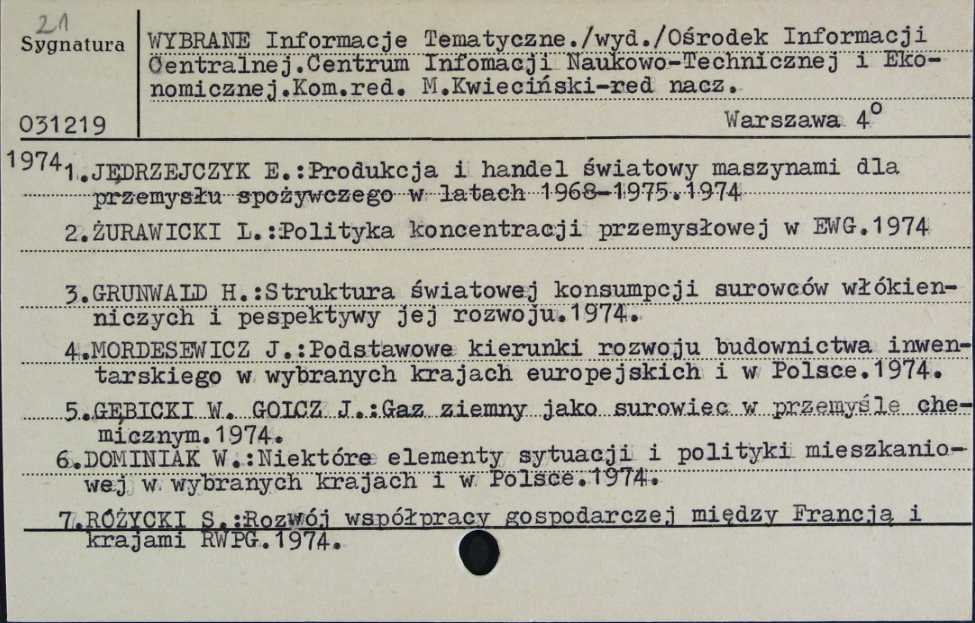 21
Sygnatura
WYBRANE Informacje Tematyczne./wyd./Ośrodek Informacji
Centralnej.Centrum Infomacji Naukowo-Technicznej i Eko-
nomicznej.Kom.red. M.Kwieciński-red nacz.
031219
Warszawa 4o
1974
1.JĘDRZEJCZYK E.:Produkcja i handel światowy maszynami dla
przemysłu spożywczego w latach 1968-1975.1974
2.ŻURAWICKI L.:Polityka koncentracji przemysłowej w EWG.1974
3.GRUNWALD H.:Struktura światowej konsumpcji surowców włókien-
niczych i pespektywy jej rozwoju.1974.
4.MORDESEWICZ J.:Podstawowe kierunki rozwoju budownictwa inwen-
tarskiego w wybranych krajach europejskich i w Polsce.1974.
5.GĘBICKI W. GOICZ J.:Gaz ziemny jako surowiec w przemyśle che-
micznym.1974.
6.DOMINIAK W.:Niektóre elementy sytuacji i polityki mieszkanio-
wej w wybranych krajach i w Polsce.1974.
7.RÓŻYCKI S.:Rozwój współpracy gospodarczej między Francją i
krajami RWPG.1974.